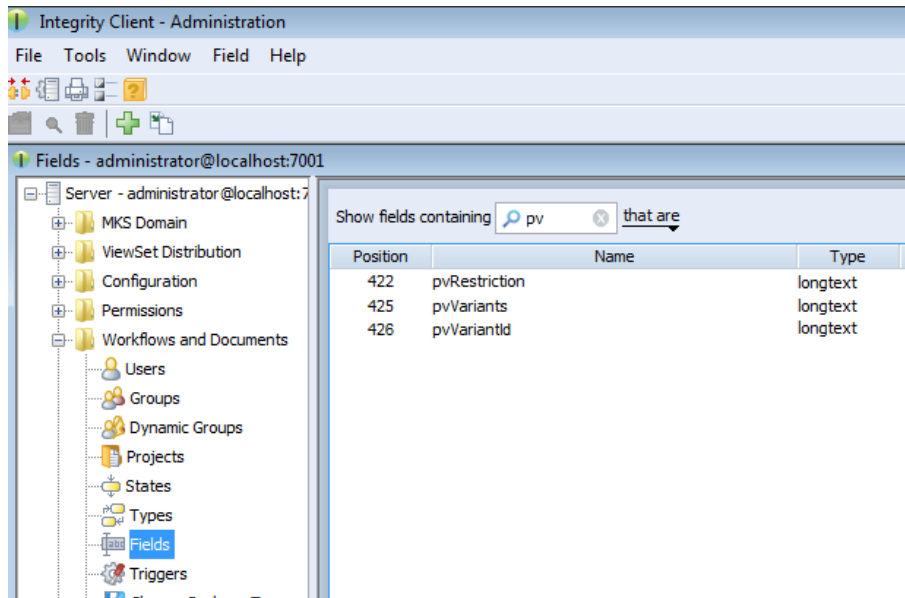 Integrity Client - Administration
File Tools Window Field Help
Fields - administrator@localhost:7001
Server - administrator@localhost:7
MKS Domain
ViewSet Distribution
Configuration
Permissions
Workflows and Documents
Users
Groups
Dynamic Groups
Projects
States
Types
Fields
Triggers
Show fields containing pv that are
Position Name Type
422 pvRestriction longtext
425 pvVariants longtext
426 pvVariantId longtext